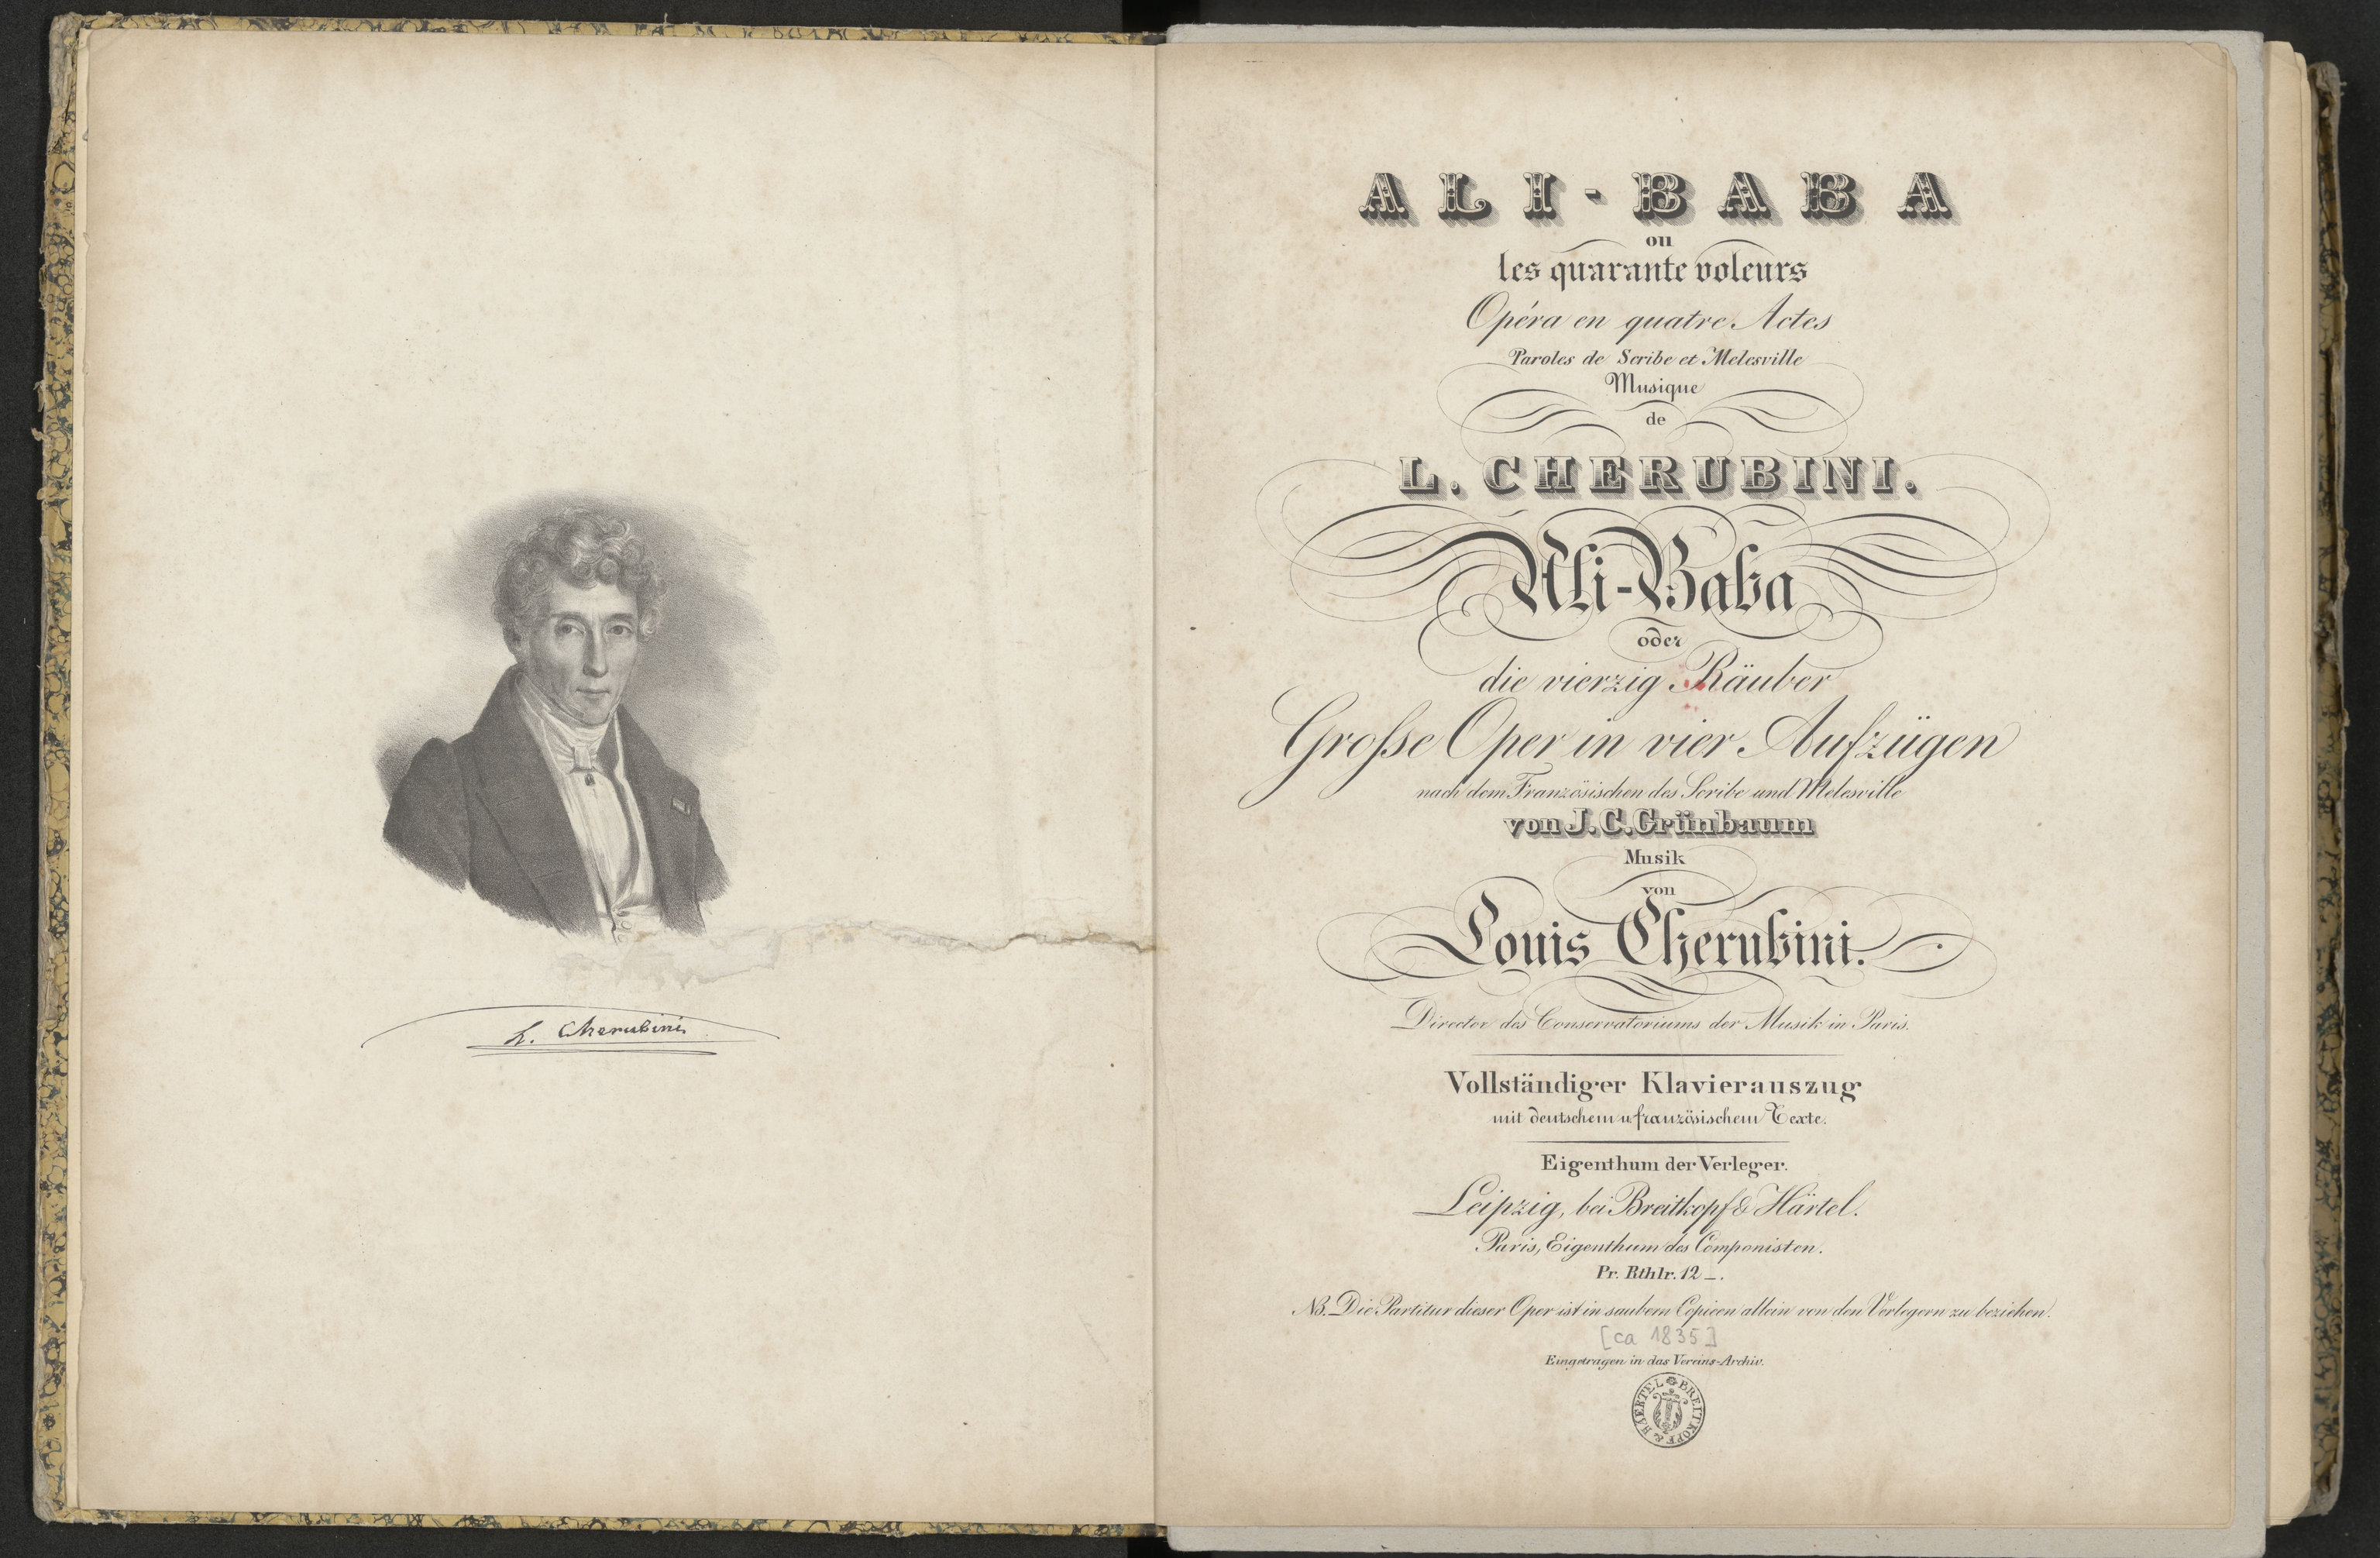 L. Cherubini
ALI-BABA
ou
les quarante voleurs
Opéra en quatre Actes
Paroles de Scribe et Melesville
Musique
de
L. CHERUBINI.
Ali-Baba
oder
die vierzig Räuber
Große Oper in vier Aufzügen
nach dem Französischen des Scribe und Melesville
von J. C. Grünbaum
Musik
von
Louis Cherubini.
Director des Conservatoriums der Musik in Paris.
Vollständiger Klavierauszug
mit deutschem u französischem Texte.
Eigenthum der Verleger.
Leipzig, bei Breitkopf & Härtel.
Paris, Eigenthum des Componisten.
Pr. Rthlr. 12 _.
NB. Die Partitur dieser Oper ist in saubern Copieen allein von den Verlegern zu beziehen.
[ca 1835]
Eingetragen in das Vereins-Archiv.
BREITKOPF & HAERTEL